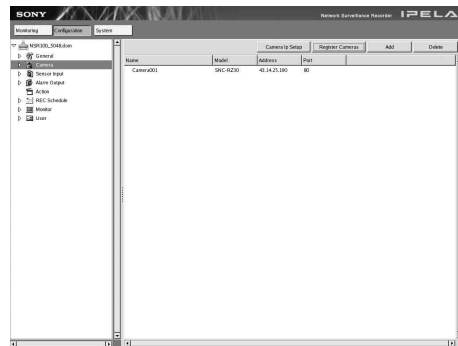 SONY
Network Surveillance Recorder IPELA
Monitoring Configuration System
NSR100_5048.dom
General
Camera
Sensor Input
Alarm Output
Action
REC Schedule
Monitor
User
Camera Ip Setup Register Cameras Add Delete
Name Model Address Port
Camera001 SNC-RZ30 43.14.25.190 80